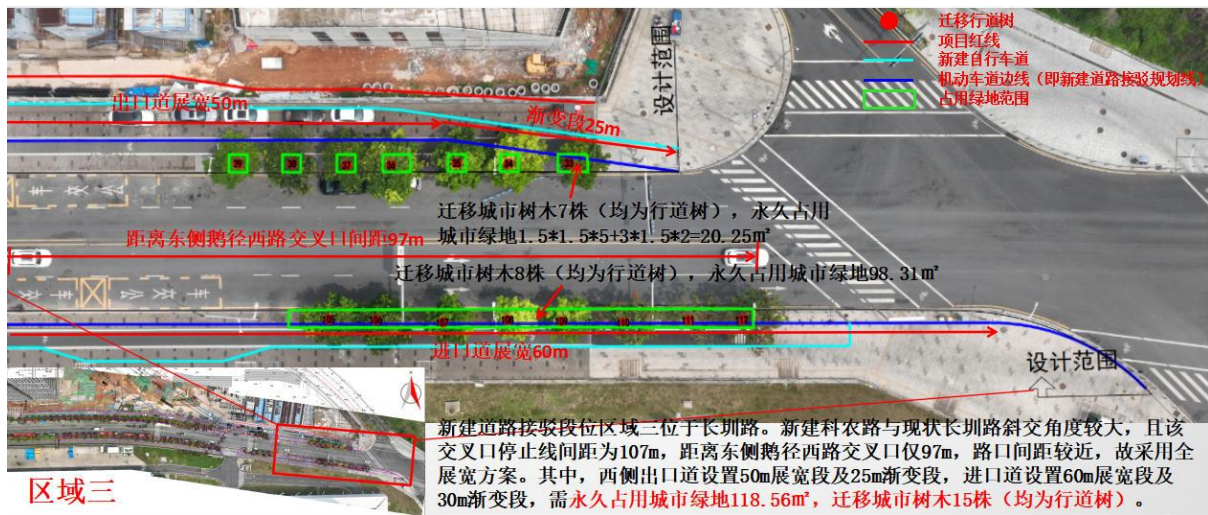 迁移行道树
项目红线
新建自行车道
机动车道边线（即新建道路接驳规划线）
占用绿地范围
设计范围
出口道展宽50m
渐变段25m
37
35
34
33
迁移城市树木7株（均为行道树），永久占用
城市绿地1.5*1.5*5+3*1.5*2=20.25㎡
距离东侧鹅径西路交叉口间距97m
迁移城市树木8株（均为行道树），永久占用城市绿地98.31㎡
105
106
107
108
109
110
111
112
进口道展宽60m
设计范围
新建道路接驳段位区域三位于长圳路。新建科农路与现状长圳路斜交角度较大，且该
交叉口停止线间距为107m，距离东侧鹅径西路交叉口仅97m，路口间距较近，故采用全
展宽方案。其中，西侧出口道设置50m展宽段及25m渐变段，进口道设置60m展宽段及
30m渐变段，需永久占用城市绿地118.56㎡，迁移城市树木15株（均为行道树）。
区域三